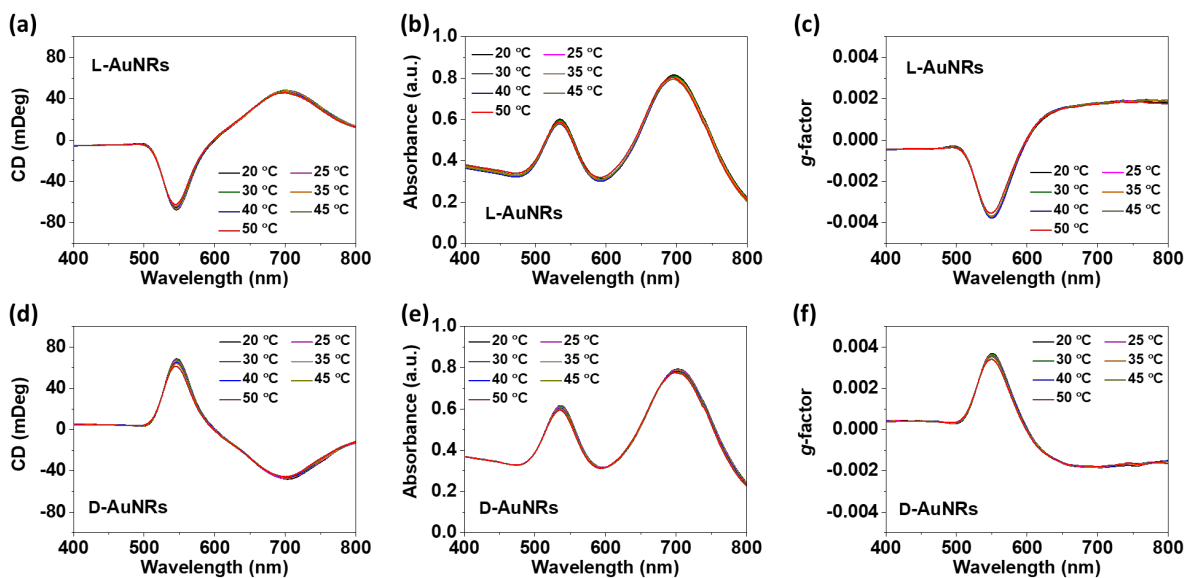 (a)
CD (mDeg)
80
40
0
-40
-80
L-AuNRs
20 °C 25 °C
30 °C 35 °C
40 °C 45 °C
50 °C
400 500 600 700 800
Wavelength (nm)
(b)
Absorbance (a.u.)
1.0
0.8
0.6
0.4
0.2
0.0
20 °C 25 °C
30 °C 35 °C
40 °C 45 °C
50 °C
L-AuNRs
400 500 600 700 800
Wavelength (nm)
(c)
g-factor
0.004
0.002
0.000
-0.002
-0.004
L-AuNRs
20 °C 25 °C
30 °C 35 °C
40 °C 45 °C
50 °C
400 500 600 700 800
Wavelength (nm)
(d)
CD (mDeg)
80
40
0
-40
-80
20 °C 25 °C
30 °C 35 °C
40 °C 45 °C
50 °C
D-AuNRs
400 500 600 700 800
Wavelength (nm)
(e)
Absorbance (a.u.)
1.0
0.8
0.6
0.4
0.2
0.0
20 °C 25 °C
30 °C 35 °C
40 °C 45 °C
50 °C
D-AuNRs
400 500 600 700 800
Wavelength (nm)
(f)
g-factor
0.004
0.002
0.000
-0.002
-0.004
20 °C 25 °C
30 °C 35 °C
40 °C 45 °C
50 °C
D-AuNRs
400 500 600 700 800
Wavelength (nm)